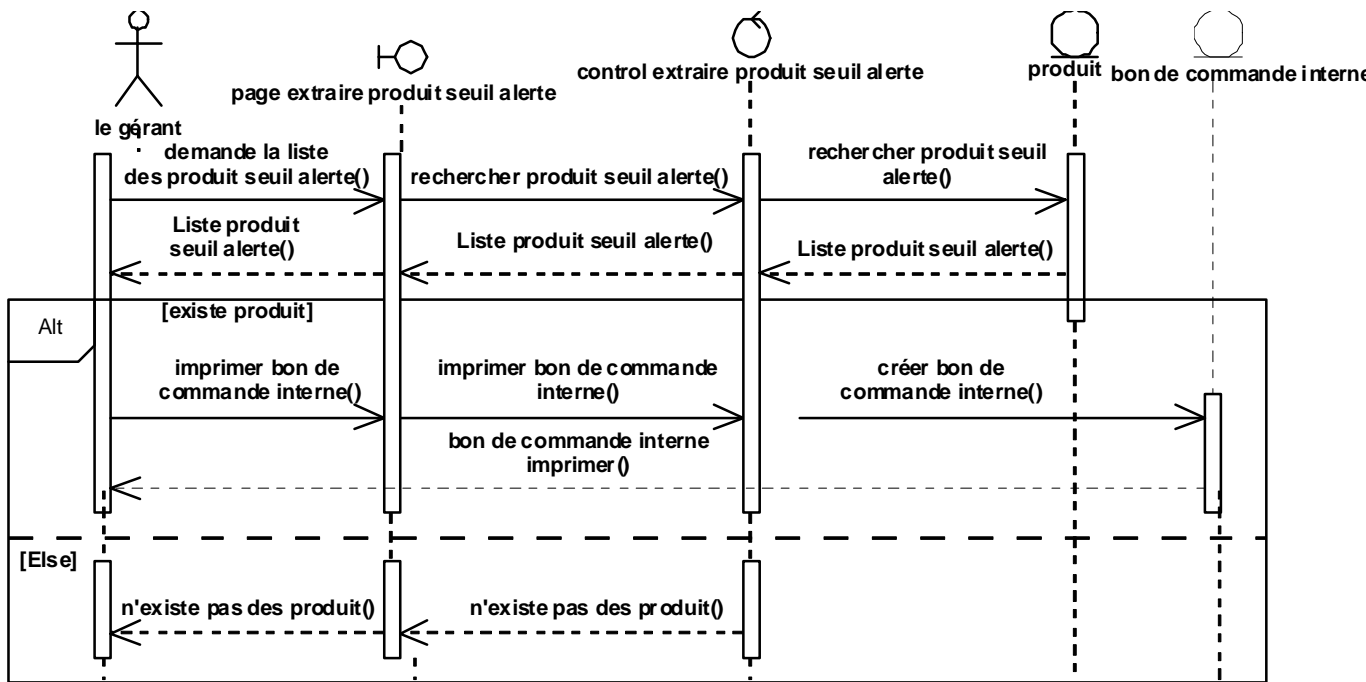 control extraire produit seuil alerte
produit
bon de commande interne
page extraire produit seuil alerte
le gérant
demande la liste
des produit seuil alerte()
rechercher produit seuil alerte()
rechercher produit seuil
alerte()
Liste produit
seuil alerte()
Liste produit seuil alerte()
Liste produit seuil alerte()
Alt
[existe produit]
imprimer bon de
commande interne()
imprimer bon de commande
interne()
créer bon de
commande interne()
bon de commande interne
imprimer()
[Else]
n'existe pas des produit()
n'existe pas des produit()